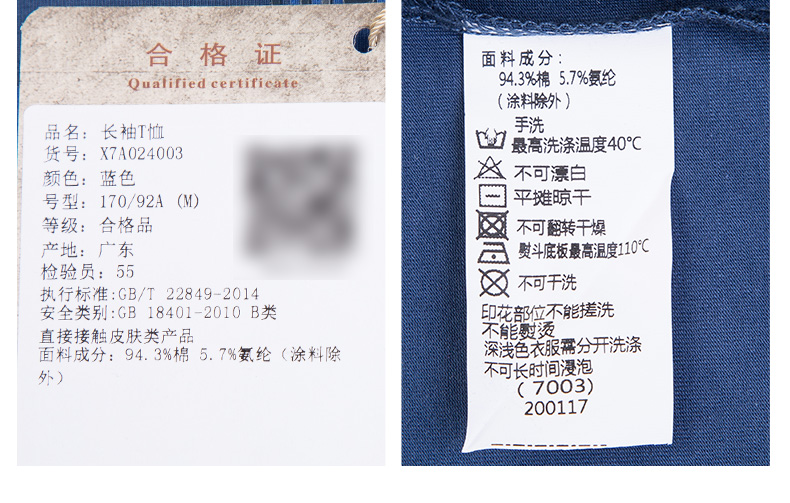 合格证
Qualified certificate
品名：长袖T恤
货号：X7A024003
颜色：蓝色
号型：170/92A (M)
等级：合格品
产地：广东
检验员：55
执行标准:GB/T 22849-2014
安全类别:GB 18401-2010 B类
直接接触皮肤类产品
面料成分：94.3%棉 5.7%氨纶（涂料除
外）
面料成分：
94.3%棉 5.7%氨纶
（涂料除外）
手洗
最高洗涤温度40℃
不可漂白
平摊晾干
不可翻转干燥
熨斗底板最高温度110℃
不可干洗
印花部位不能搓洗
不能熨烫
深浅色衣服需分开洗涤
不可长时间浸泡
(7003)
200117